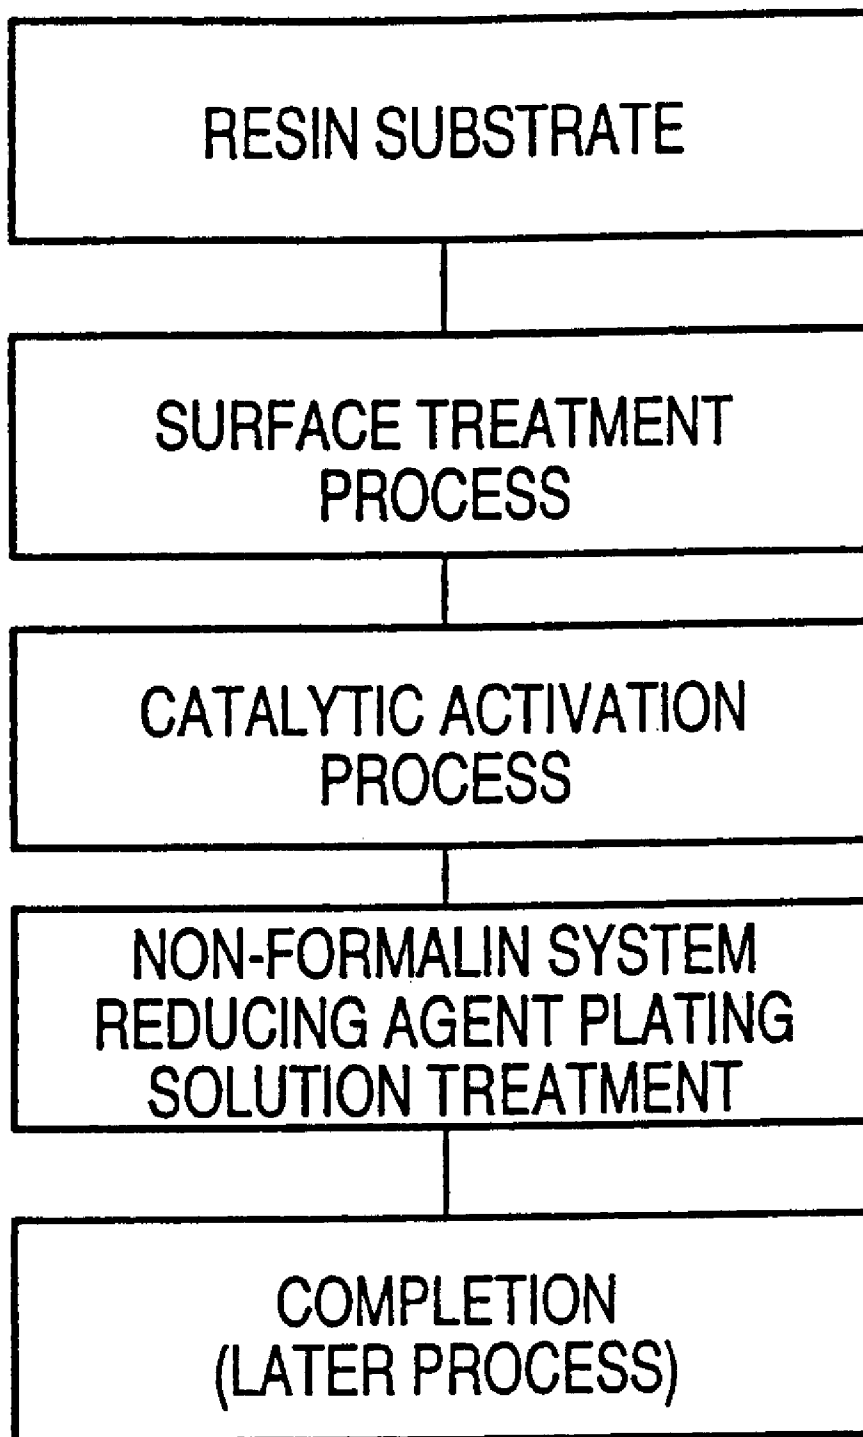 RESIN SUBSTRATE
SURFACE TREATMENT
PROCESS
CATALYTIC ACTIVATION
PROCESS
NON-FORMALIN SYSTEM
REDUCING AGENT PLATING
SOLUTION TREATMENT
COMPLETION
(LATER PROCESS)